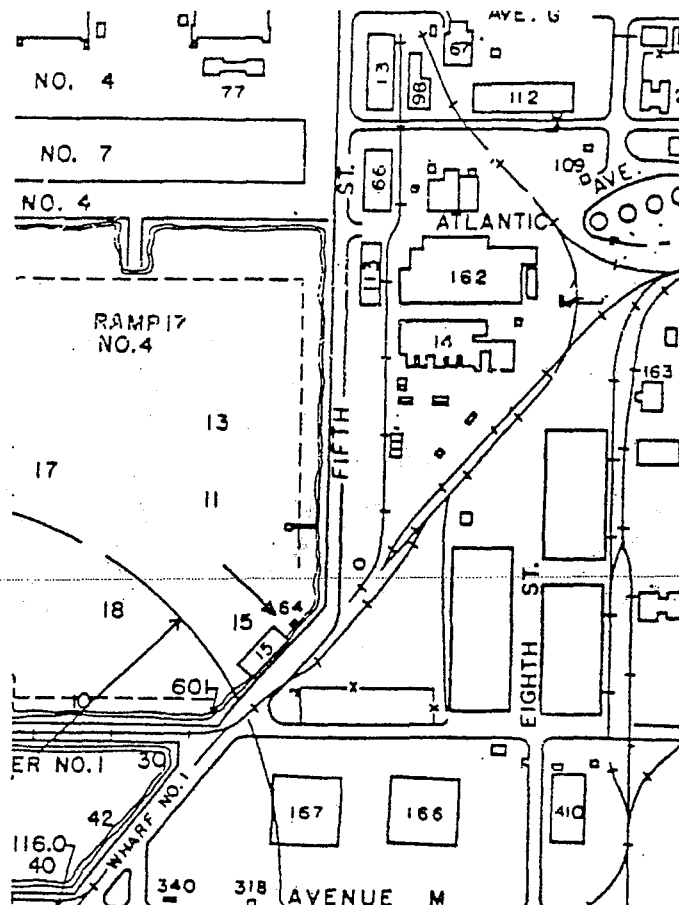 AVE. G
NO. 4
77
13
98
67
112
NO. 7
NO. 4
ST.
66
109
AVE.
ATLANTIC
113
162
RAMP 17
NO.4
14
163
13
FIFTH
17
11
ST.
18
15
64
15
601
EIGHTH
ER NO.1
30
WHARF NO.1
42
116.0
40
167
166
410
340
318
AVENUE M